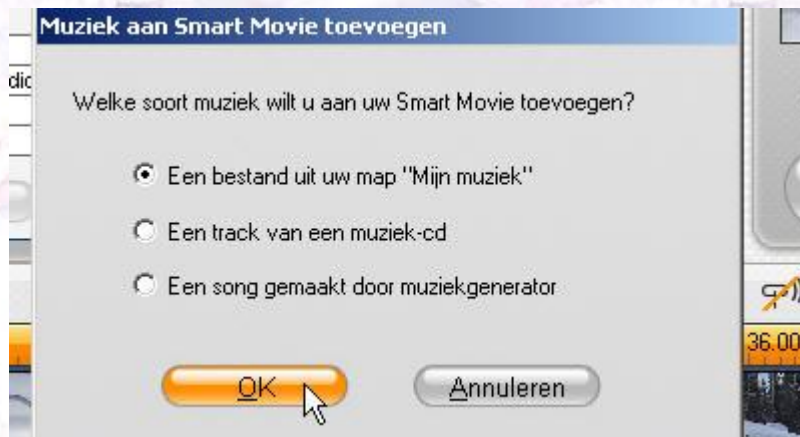 Muziek aan Smart Movie toevoegen
dic
Welke soort muziek wilt u aan uw Smart Movie toevoegen?
Een bestand uit uw map "Mijn muziek"
Een track van een muziek-cd
Een song gemaakt door muziekgenerator
36.00
OK
Annuleren